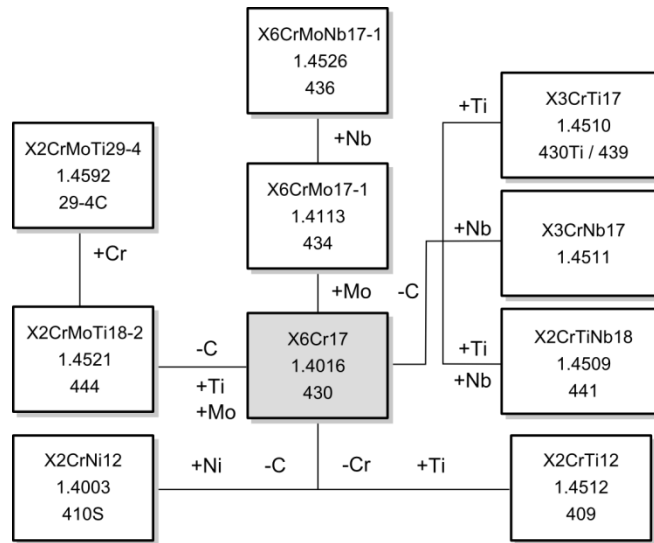 X6CrMoNb17-1
1.4526
436
X3CrTi17
1.4510
430Ti / 439
+Ti
X2CrMoTi29-4
1.4592
29-4C
+Nb
X6CrMo17-1
1.4113
434
+Cr
+Nb
X3CrNb17
1.4511
+Mo
-C
X2CrMoTi18-2
1.4521
444
-C
+Ti
+Mo
X6Cr17
1.4016
430
+Ti
+Nb
X2CrTiNb18
1.4509
441
X2CrNi12
1.4003
410S
+Ni
-C
-Cr
+Ti
X2CrTi12
1.4512
409